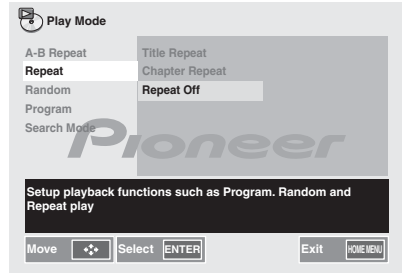 Play Mode
A-B Repeat
Repeat
Random
Program
Search Mode
Title Repeat
Chapter Repeat
Repeat Off
Pioneer
Setup playback functions such as Program. Random and
Repeat play
Move Select ENTER Exit HOME MENU